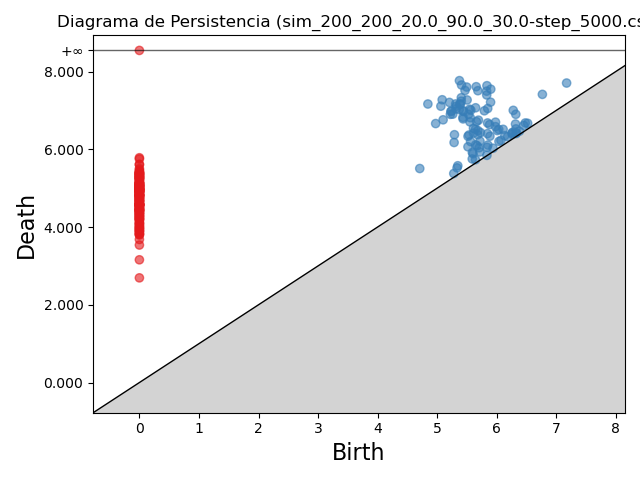 Diagrama de Persistencia (sim_200_200_20.0_90.0_30.0-step_5000.cs
+∞
8.000
6.000
4.000
2.000
0.000
Death
0 1 2 3 4 5 6 7 8
Birth